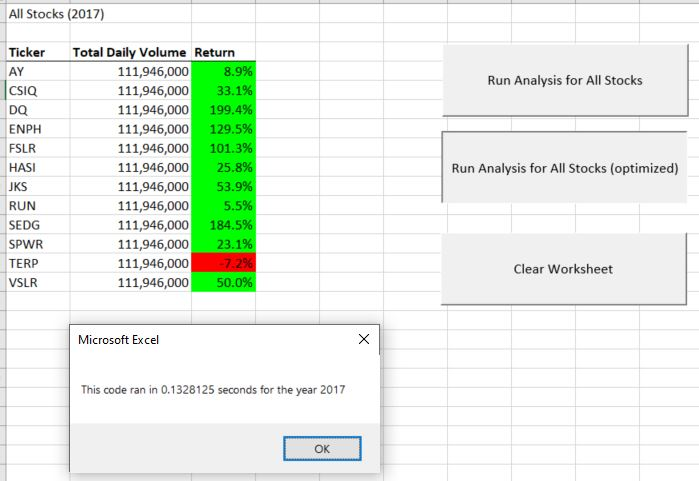 All Stocks (2017)
Ticker Total Daily Volume Return
AY 111,946,000 8.9%
CSIQ 111,946,000 33.1%
DQ 111,946,000 199.4%
ENPH 111,946,000 129.5%
FSLR 111,946,000 101.3%
HASI 111,946,000 25.8%
JKS 111,946,000 53.9%
RUN 111,946,000 5.5%
SEDG 111,946,000 184.5%
SPWR 111,946,000 23.1%
TERP 111,946,000 -7.2%
VSLR 111,946,000 50.0%
Run Analysis for All Stocks
Run Analysis for All Stocks (optimized)
Clear Worksheet
Microsoft Excel
This code ran in 0.1328125 seconds for the year 2017
OK